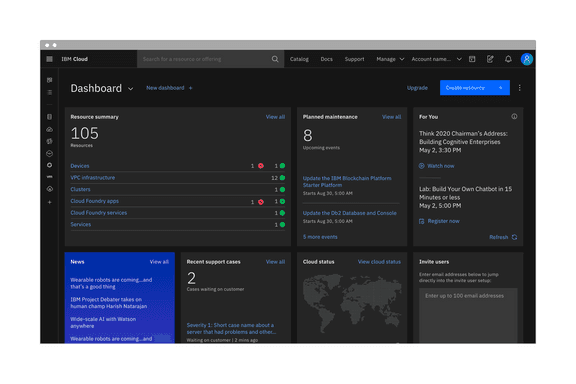 IBM Cloud
Search for a resource or offering
Catalog
Docs
Support
Manage
Account name...
Dashboard
New dashboard +
Upgrade
Create resource +
Resource summary
View all
105
Resources
Devices 1 1
VPC infrastructure 12
Clusters 1
Cloud Foundry apps 1 1
Cloud Foundry services 1
Services 1
Planned maintenance
View all
8
Upcoming events
Update the IBM Blockchain Platform
Starter Platform
Starts Aug 30, 5:00 AM
Update the Db2 Database and Console
Starts Aug 30, 5:00 AM
5 more events
For You
Think 2020 Chairman's Address:
Building Cognitive Enterprises
May 2, 3:30 PM
Watch now
Lab: Build Your Own Chatbot in 15
Minutes or less
May 2, 5:00 PM
Register now
Refresh
News
View all
Wearable robots are coming...and
that's a good thing
IBM Project Debater takes on
human champ Harish Natarajan
Wide-scale AI with Watson
anywhere
Wearable robots are coming...and
Recent support cases
View all
2
Cases waiting on customer
Severity 1: Short case name about a
server that had problems and other...
Waiting on customer | 2 mins ago
Cloud status
View cloud status
Invite users
Enter email addresses below to jump
directly into the invite user setup:
Enter up to 100 email addresses